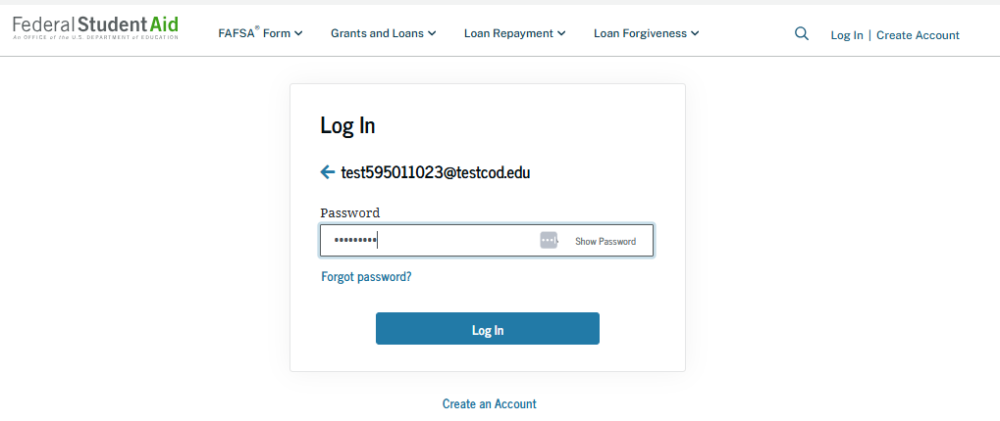 Federal Student Aid
An OFFICE of the U.S. DEPARTMENT of EDUCATION
FAFSA® Form
Grants and Loans
Loan Repayment
Loan Forgiveness
Log In | Create Account
Log In
test595011023@testcod.edu
Password
•••••••••
Show Password
Forgot password?
Log In
Create an Account